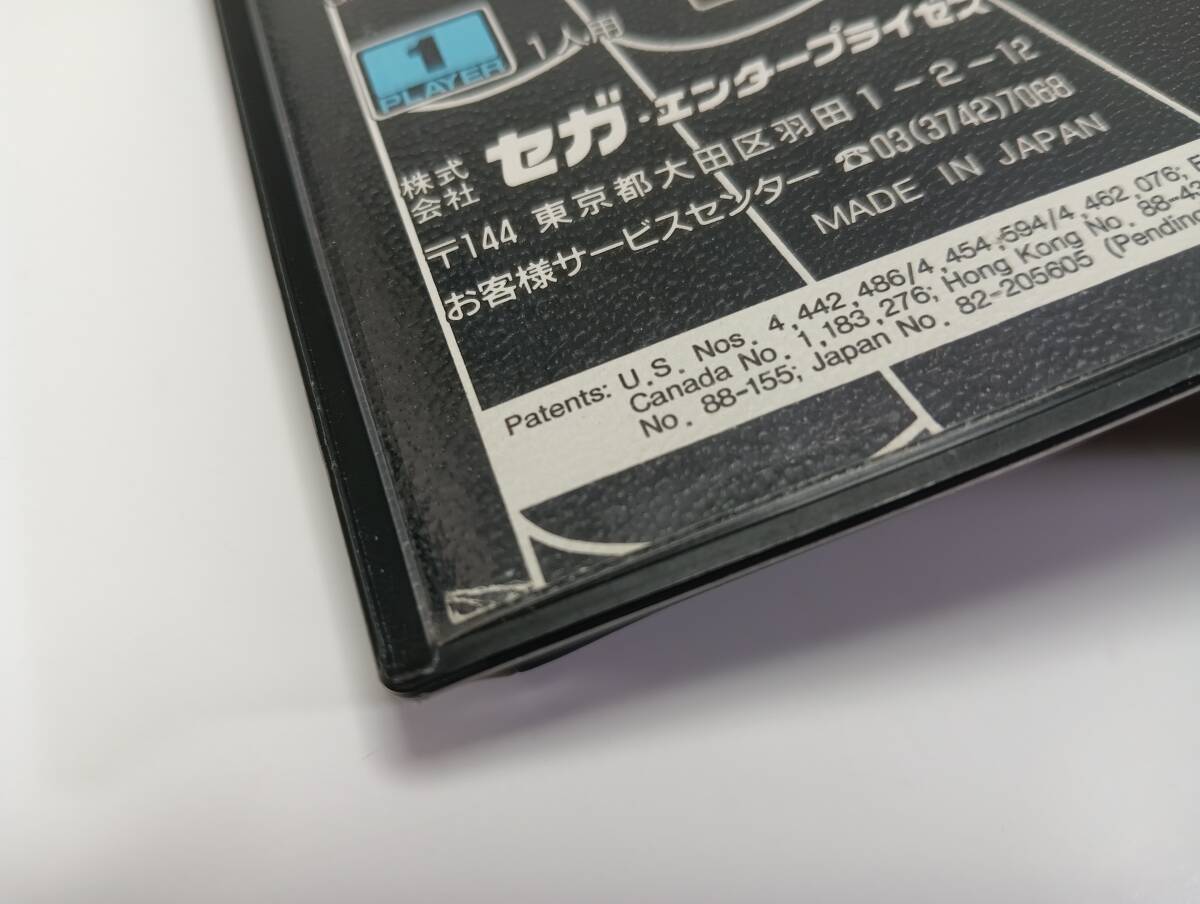 1
PLAYER
1人用
株式会社 セガ・エンタープライゼス
〒144 東京都大田区羽田1-2-12
お客様サービスセンター ☎03(3742)7068
MADE IN JAPAN
Patents: U.S. Nos. 4,442,486/4,454,594/4,462,076;
Canada No. 1,183,276; Hong Kong No.
No. 88-155; Japan No. 82-205605 (Pending